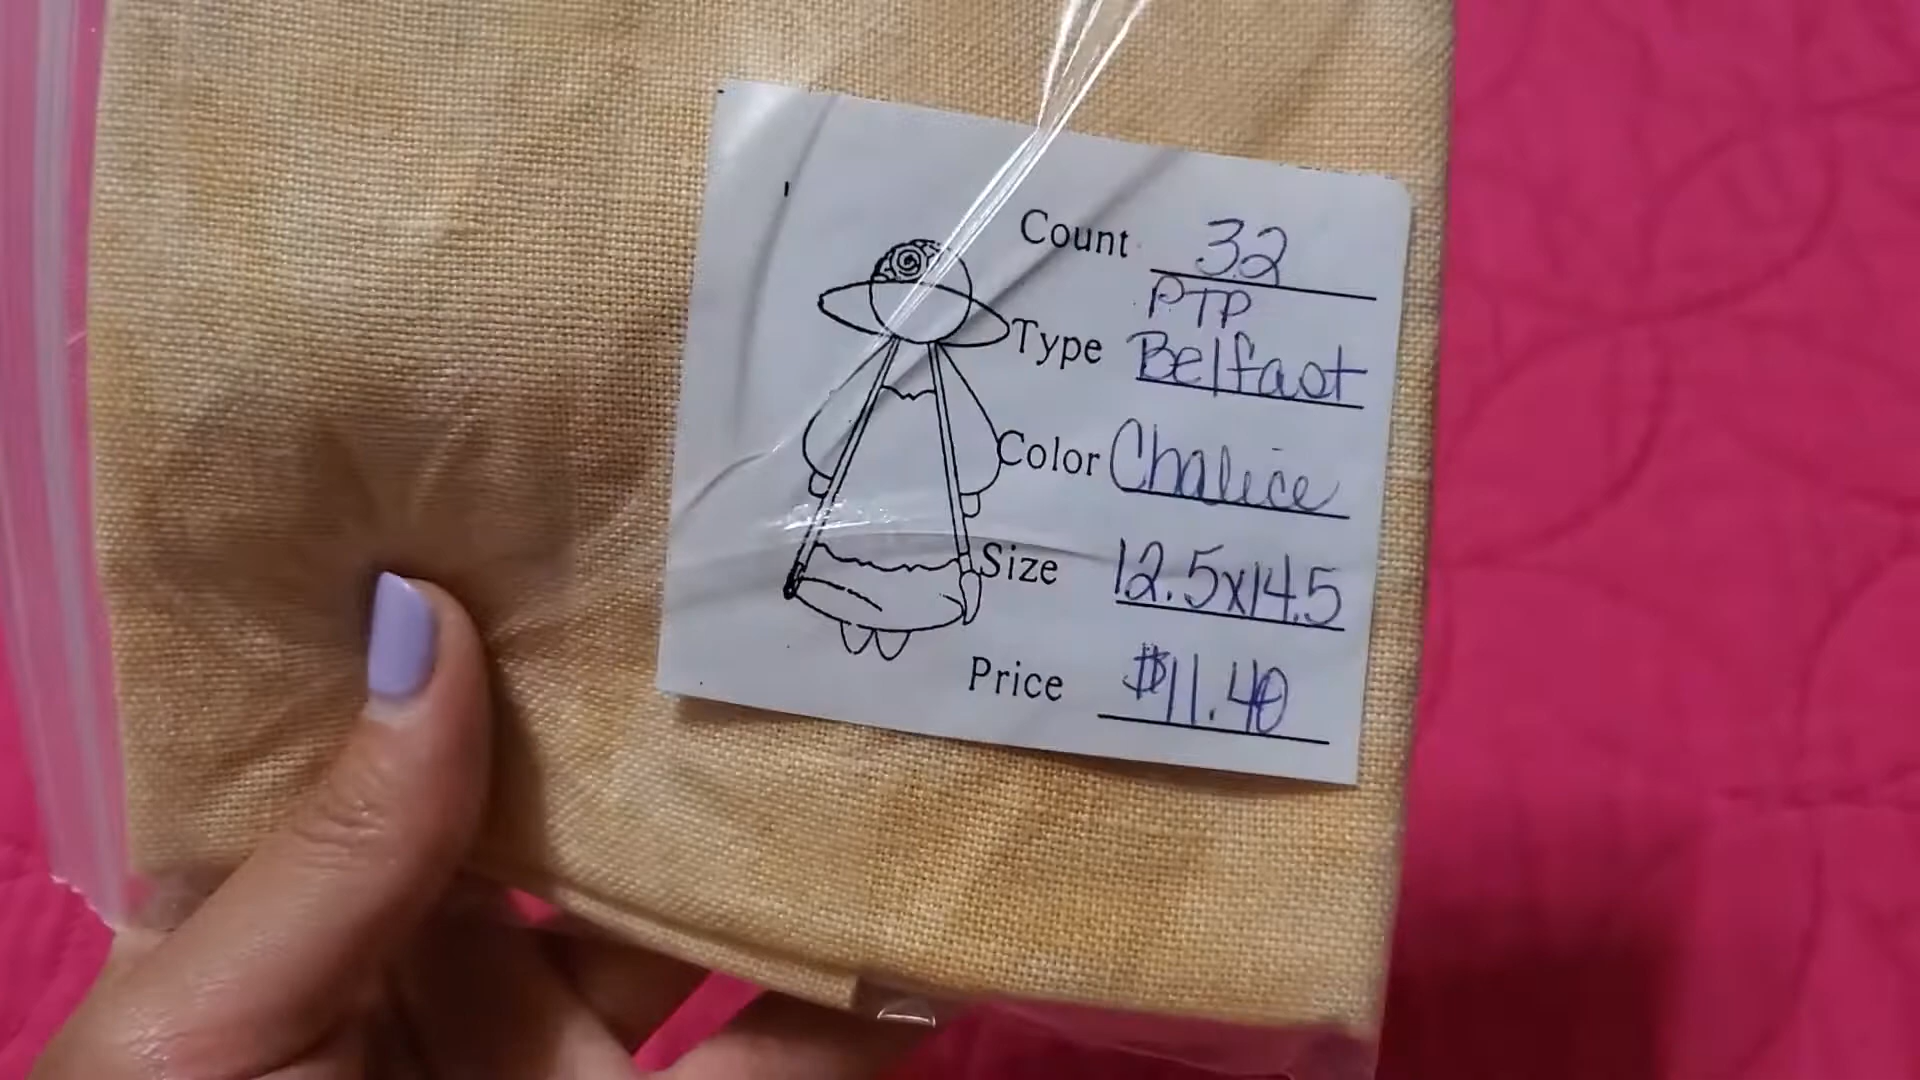 Count 32
PTP
Type Belfast
Color Chalice
Size 12.5x14.5
Price $11.40